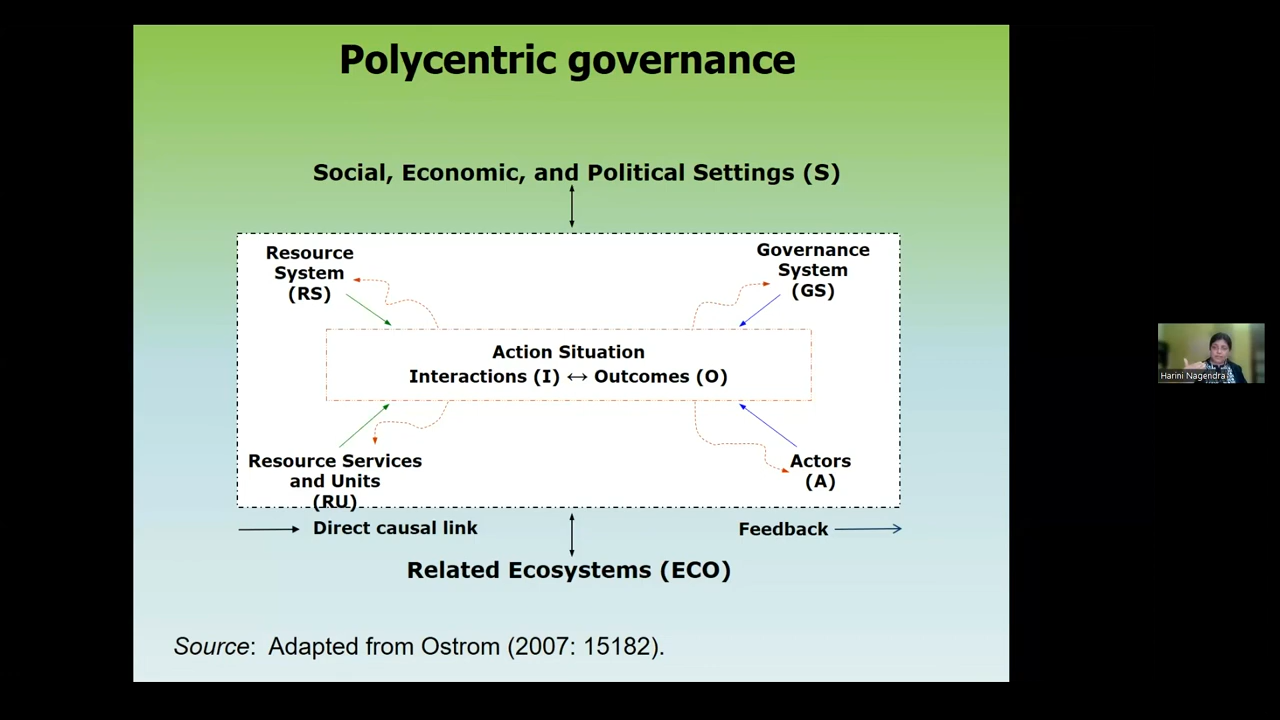 Polycentric governance
Social, Economic, and Political Settings (S)
Resource
System
(RS)
Governance
System
(GS)
Action Situation
Interactions (I) ↔ Outcomes (O)
Resource Services
and Units
(RU)
Actors
(A)
Direct causal link
Feedback
Related Ecosystems (ECO)
Source: Adapted from Ostrom (2007: 15182).
Harini Nagendra